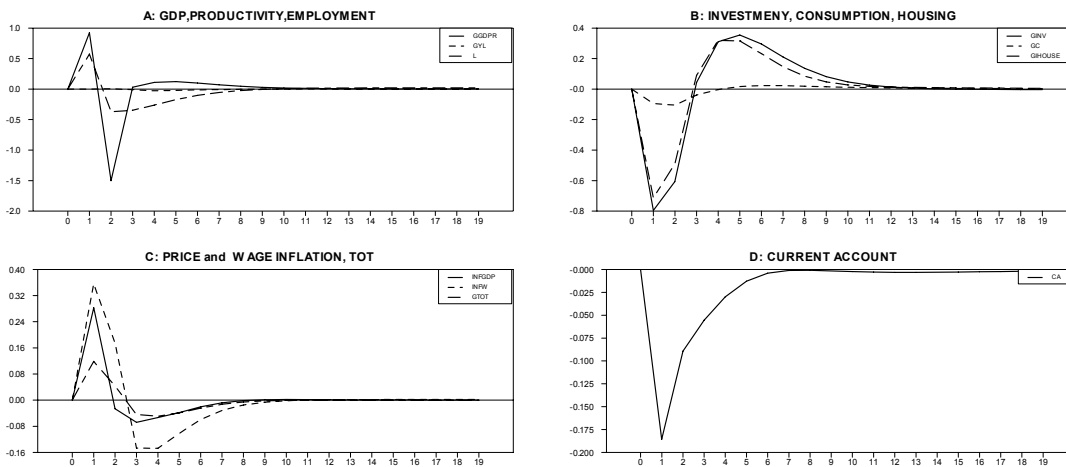 A: GDP,PRODUCTIVITY,EMPLOYMENT
1.0
0.5
0.0
-0.5
-1.0
-1.5
-2.0
GGDPR
GYL
L
0 1 2 3 4 5 6 7 8 9 10 11 12 13 14 15 16 17 18 19
B: INVESTMENY, CONSUMPTION, HOUSING
0.4
0.2
0.0
-0.2
-0.4
-0.6
-0.8
GINV
GC
GIHOUSE
0 1 2 3 4 5 6 7 8 9 10 11 12 13 14 15 16 17 18 19
C: PRICE and WAGE INFLATION, TOT
0.40
0.32
0.24
0.16
0.08
0.00
-0.08
-0.16
INFGDP
INFW
GTOT
0 1 2 3 4 5 6 7 8 9 10 11 12 13 14 15 16 17 18 19
D: CURRENT ACCOUNT
-0.000
-0.025
-0.050
-0.075
-0.100
-0.125
-0.150
-0.175
-0.200
CA
0 1 2 3 4 5 6 7 8 9 10 11 12 13 14 15 16 17 18 19